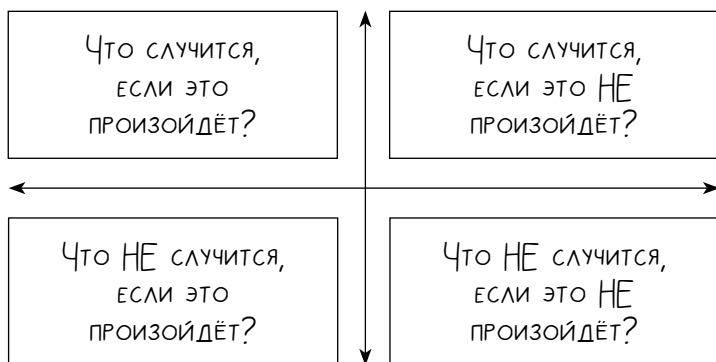 Что случится,
если это
произойдёт?
Что случится,
если это НЕ
произойдёт?
Что НЕ случится,
если это
произойдёт?
Что НЕ случится,
если это НЕ
произойдёт?